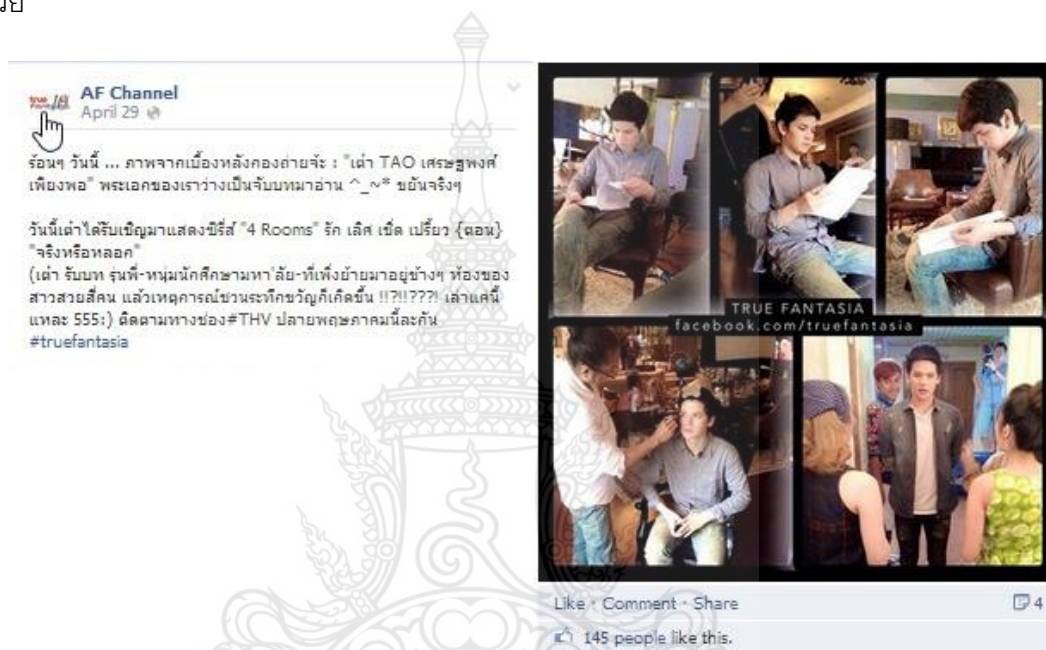 AF Channel
April 29
ร้อนๆ วันนี้ ... ภาพจากเบื้องหลังกองถ่ายจ้ะ : "เต๋า TAO เศรษฐพงศ์
เพียงพอ" พระเอกของเราว่างเป็นจับบทมาอ่าน ^_~* ขยันจริงๆ
วันนี้เต๋าได้รับเชิญมาแสดงซีรี่ส์ "4 Rooms" รัก เลิศ เชิ่ด เปรี้ยว {ตอน}
"จริงหรือหลอก"
(เต๋า รับบท รุ่นพี่-หนุ่มนักศึกษามหา'ลัย-ที่เพิ่งย้ายมาอยู่ข้างๆ ห้องของ
สาวสวยสี่คน แล้วเหตุการณ์ชวนระทึกขวัญก็เกิดขึ้น !!?!!???! เล่าแค่นี้
แหละ 555:) ติดตามทางช่อง#THV ปลายพฤษภาคมนี้ละกัน
#truefantasia
TRUE FANTASIA
facebook.com/truefantasia
Like · Comment · Share
4
145 people like this.